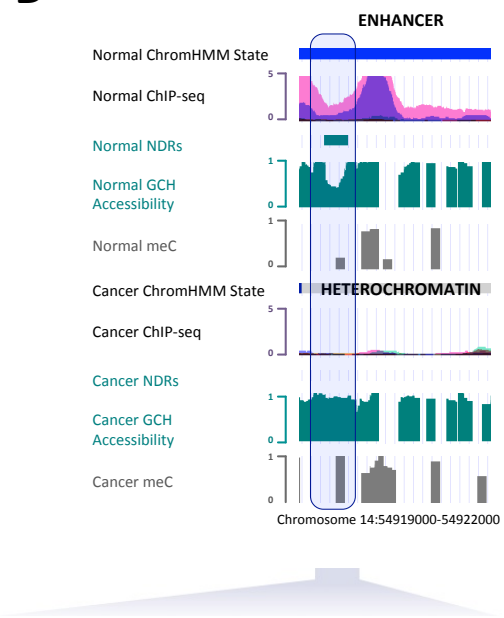 ENHANCER
Normal ChromHMM State
5
Normal ChIP-seq
0
Normal NDRs
1
Normal GCH
Accessibility
0
1
Normal meC
0
Cancer ChromHMM State
HETEROCHROMATIN
5
Cancer ChIP-seq
0
Cancer NDRs
1
Cancer GCH
Accessibility
0
1
Cancer meC
0
Chromosome 14:54919000-54922000